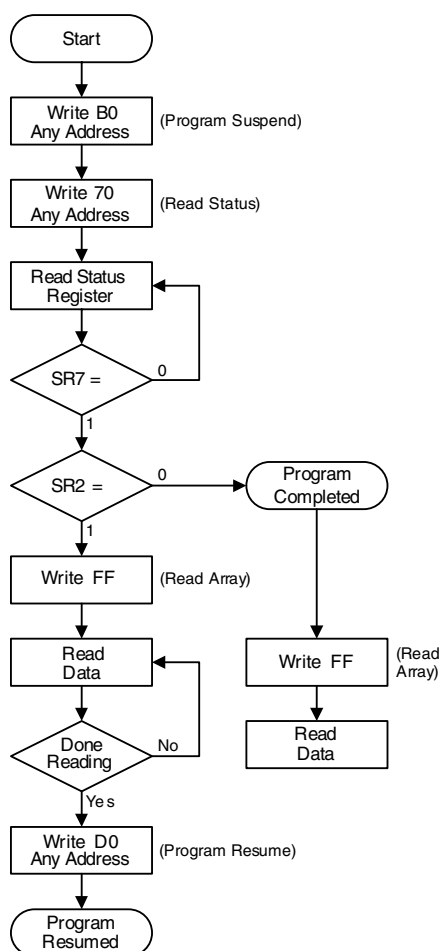 Start
Write B0
Any Address
(Program Suspend)
Write 70
Any Address
(Read Status)
Read Status
Register
SR7 =
0
1
SR2 =
0
Program
Completed
1
Write FF
(Read Array)
Read
Data
Write FF
(Read
Array)
Done
Reading
No
Read
Data
Yes
Write D0
Any Address
(Program Resume)
Program
Resumed